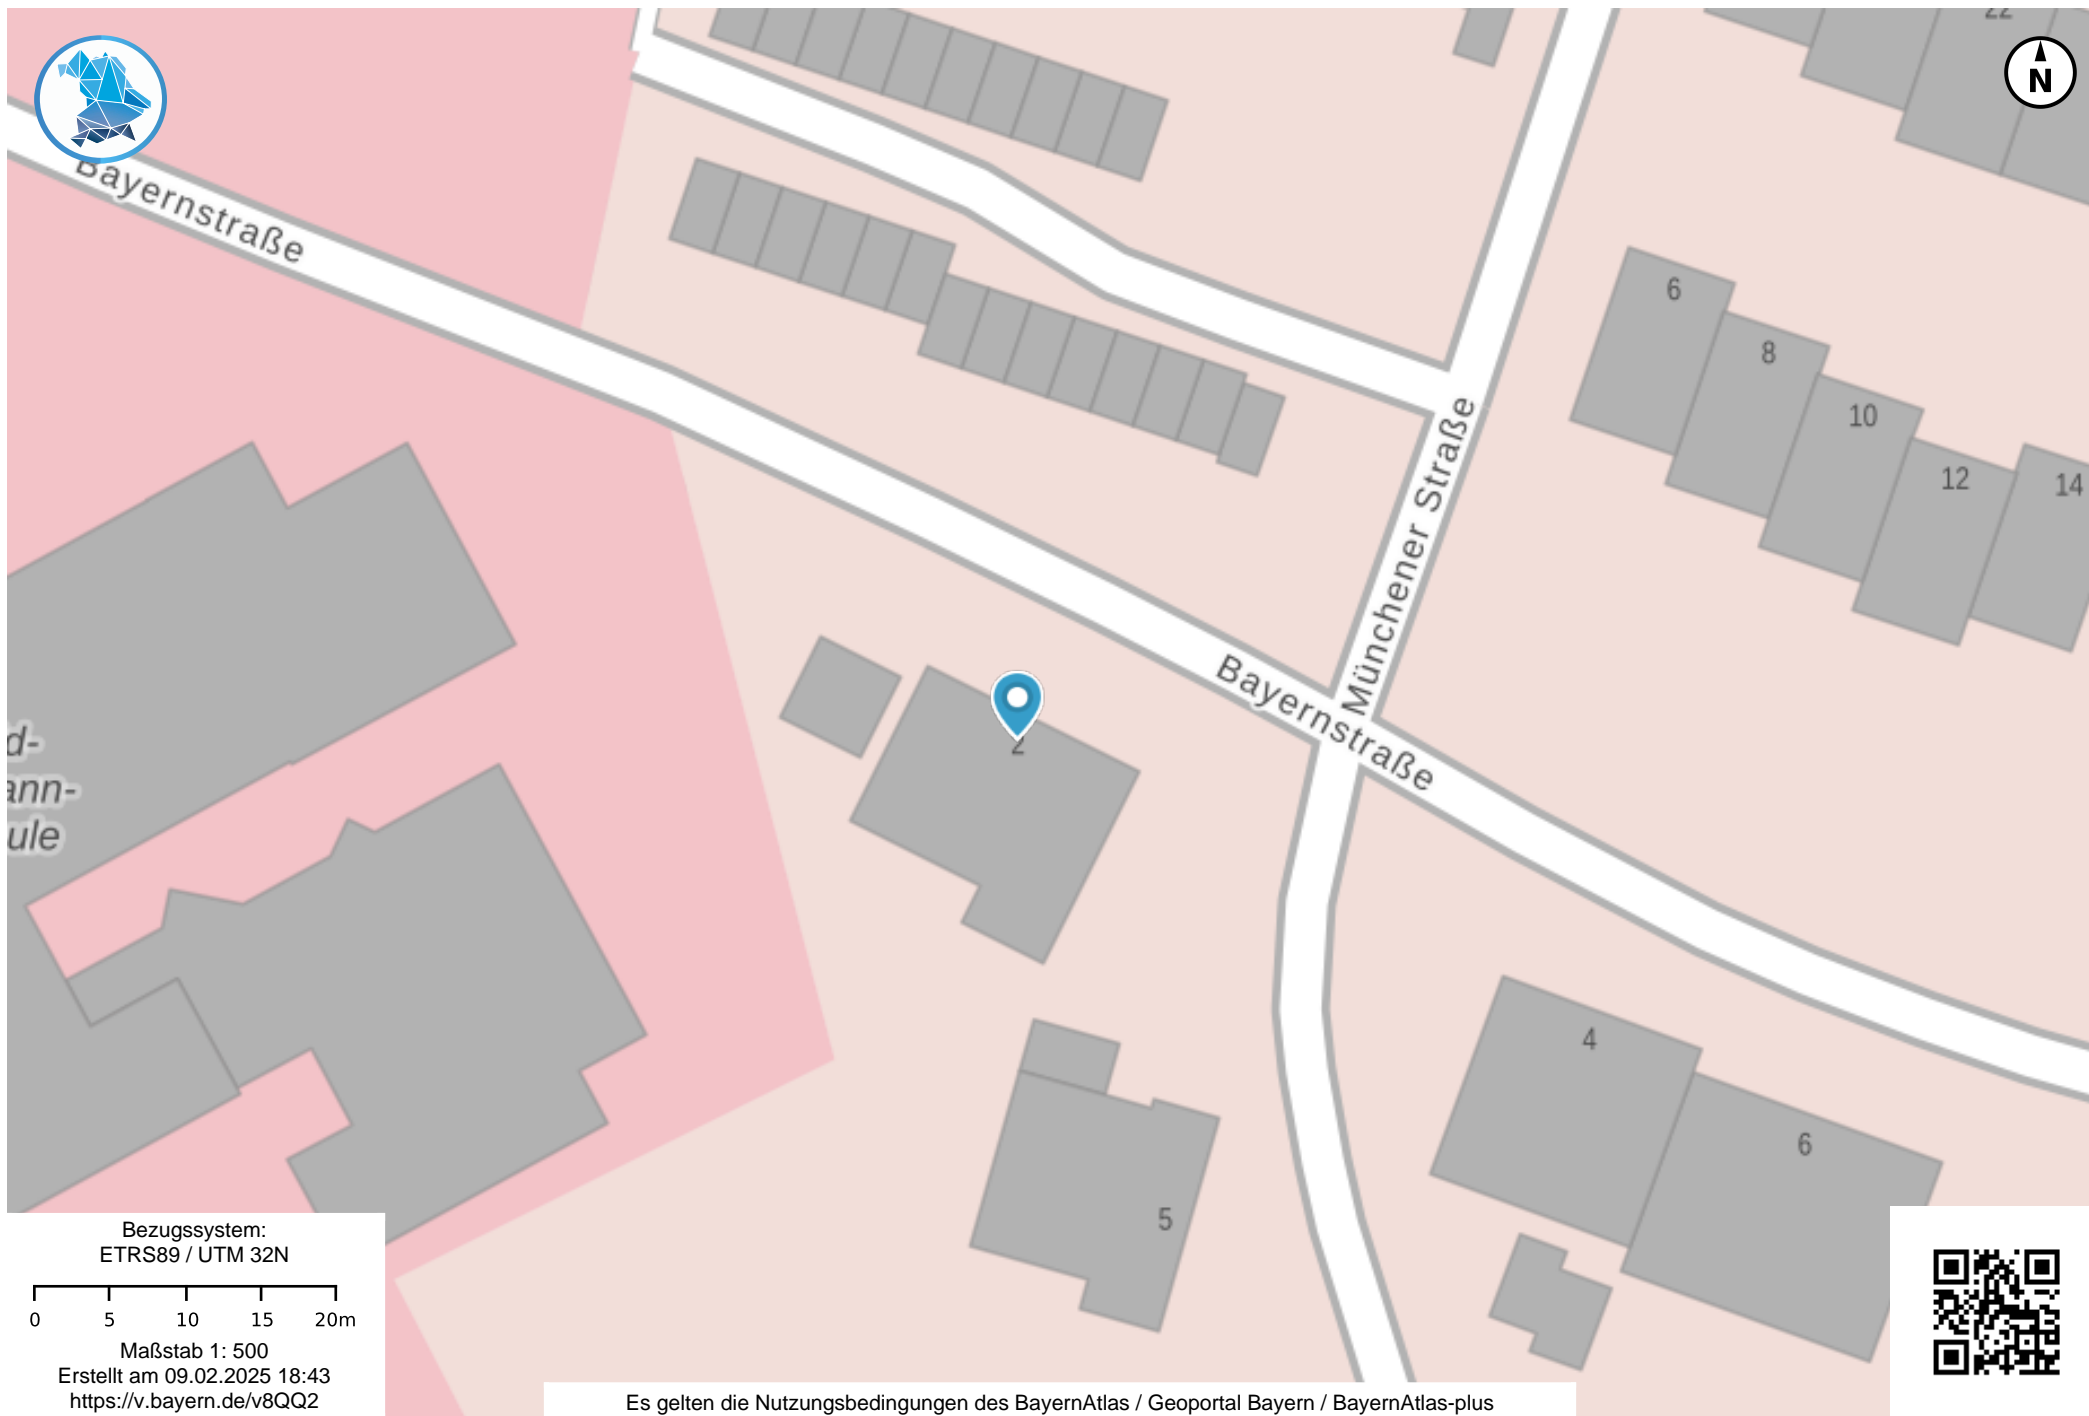 22
N
Bayernstraße
6
8
10
12
14
Münchener Straße
Bayernstraße
2
d-
ann-
ule
4
6
5
Bezugssystem:
ETRS89 / UTM 32N
0 5 10 15 20m
Maßstab 1: 500
Erstellt am 09.02.2025 18:43
https://v.bayern.de/v8QQ2
Es gelten die Nutzungsbedingungen des BayernAtlas / Geoportal Bayern / BayernAtlas-plus